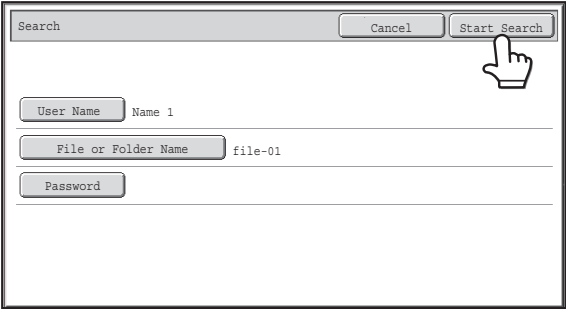 Search Cancel Start Search
User Name Name 1
File or Folder Name file-01
Password